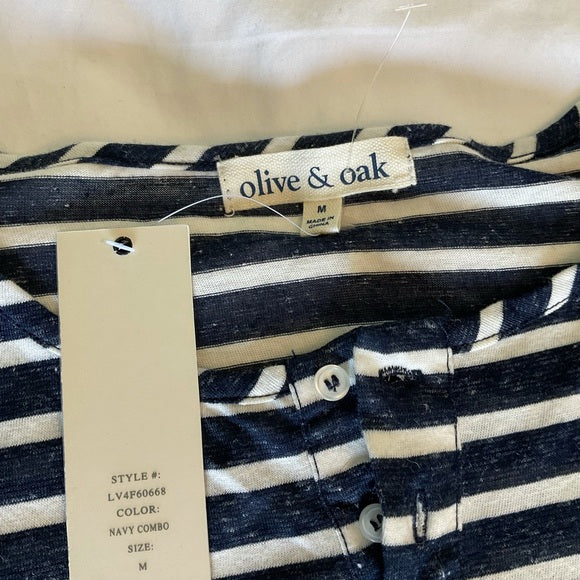 olive & oak
M
MADE IN
CHINA
STYLE #:
LV4F60668
COLOR:
NAVY COMBO
SIZE:
M